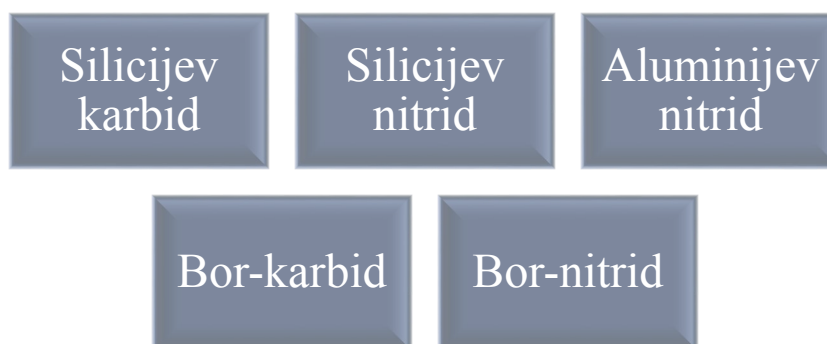 Silicijev
karbid
Silicijev
nitrid
Aluminijev
nitrid
Bor-karbid
Bor-nitrid